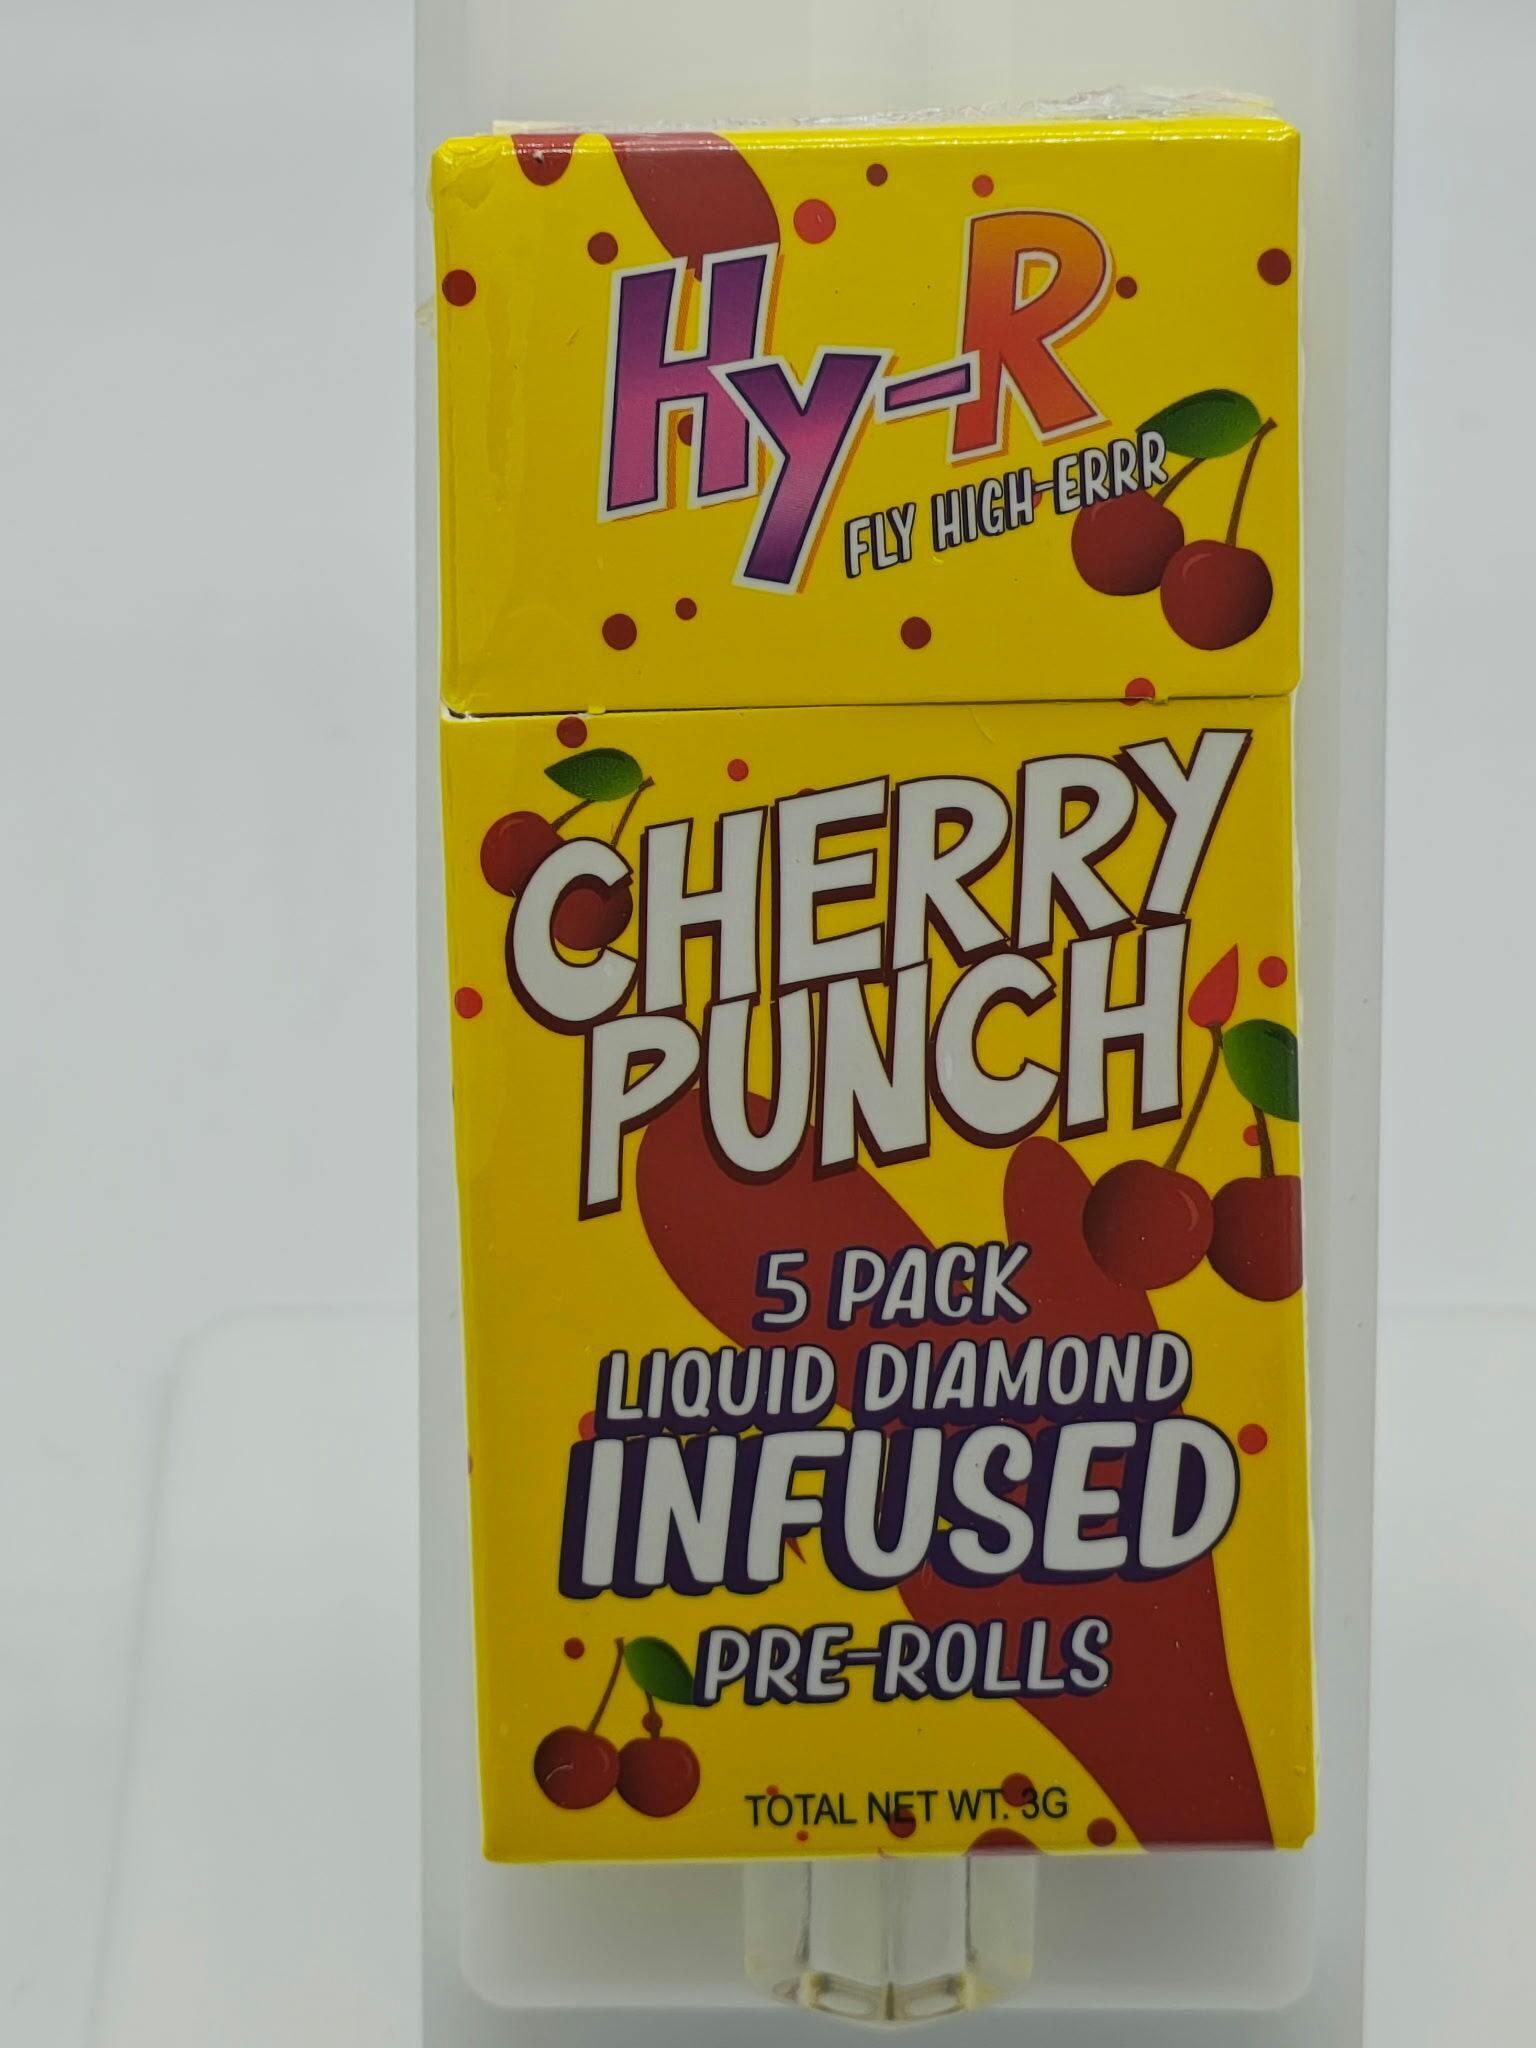 Hy-R
FLY HIGH-ERRR
CHERRY
PUNCH
5 PACK
LIQUID DIAMOND
INFUSED
PRE-ROLLS
TOTAL NET WT. 3G